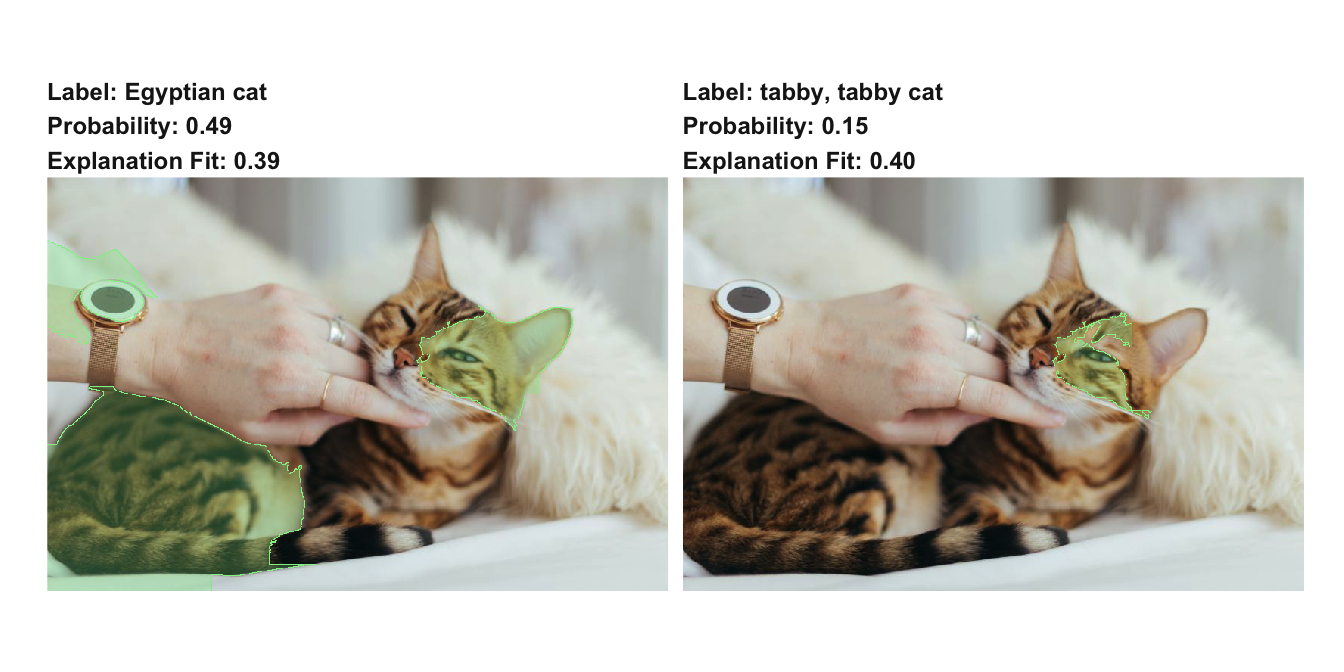 Label: Egyptian cat
Probability: 0.49
Explanation Fit: 0.39
Label: tabby, tabby cat
Probability: 0.15
Explanation Fit: 0.40